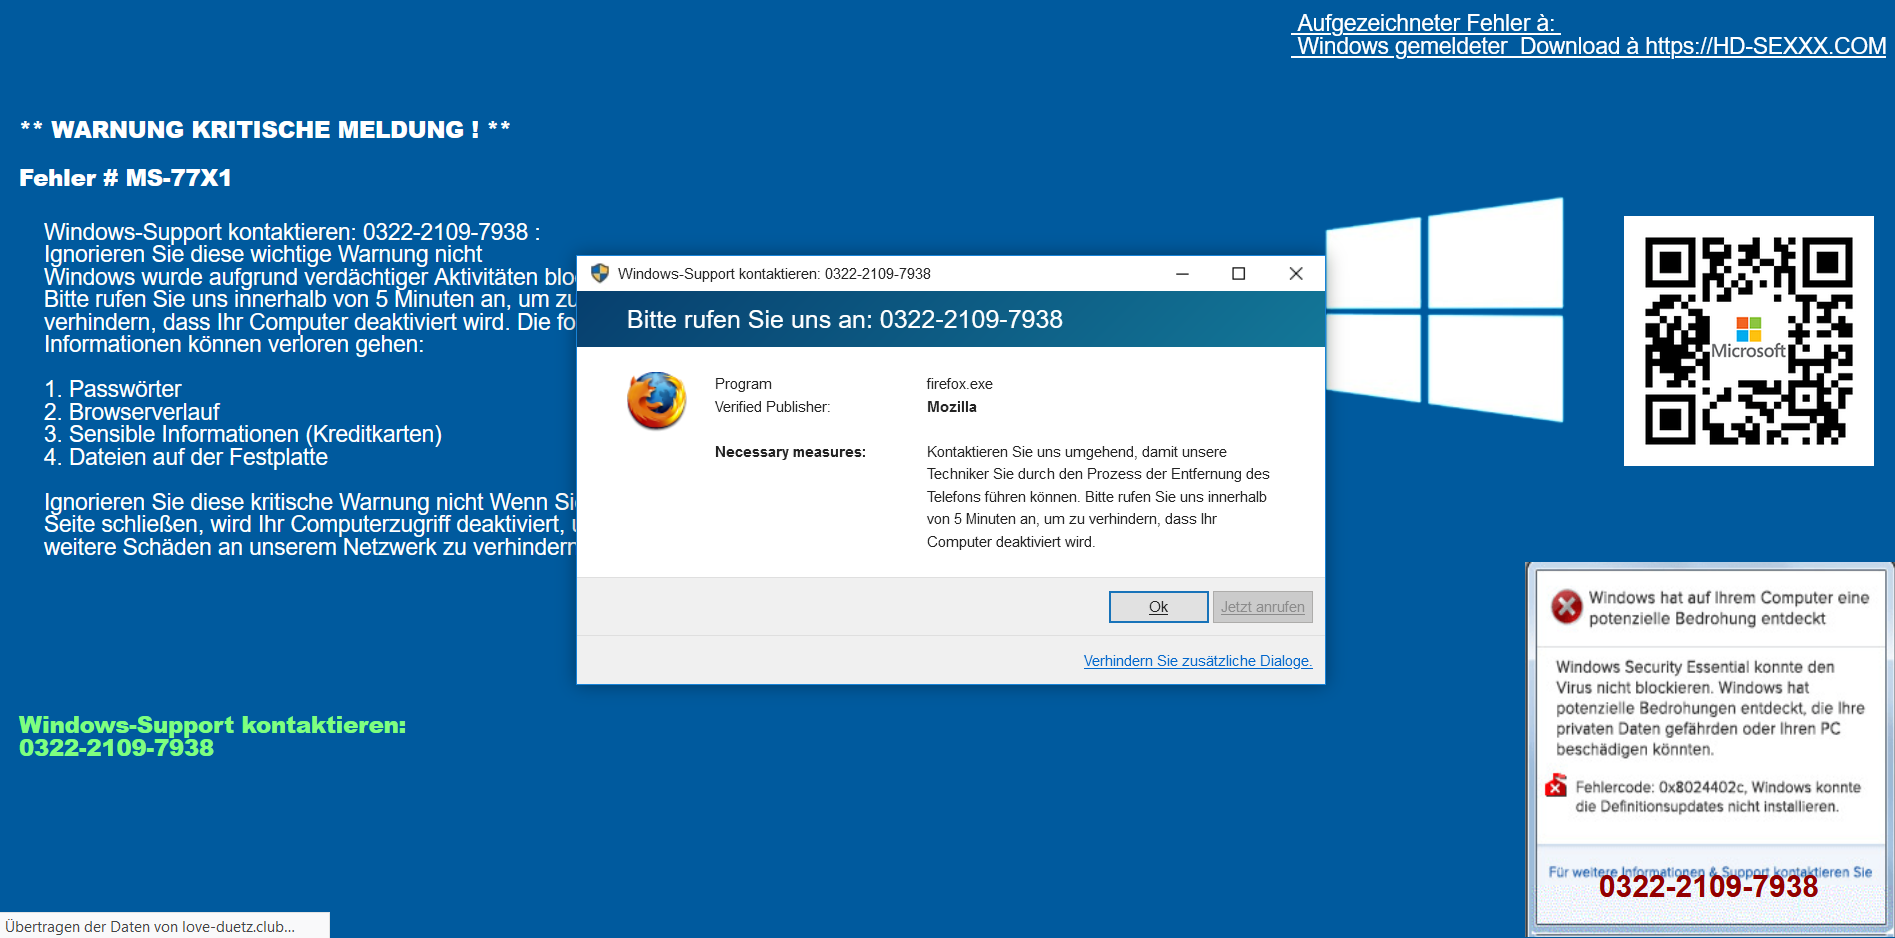 Aufgezeichneter Fehler à:
Windows gemeldeter Download à https://HD-SEXXX.COM
** WARNUNG KRITISCHE MELDUNG ! **
Fehler # MS-77X1
Windows-Support kontaktieren: 0322-2109-7938 :
Ignorieren Sie diese wichtige Warnung nicht
Windows wurde aufgrund verdächtiger Aktivitäten blo
Bitte rufen Sie uns innerhalb von 5 Minuten an, um zu
verhindern, dass Ihr Computer deaktiviert wird. Die fo
Informationen können verloren gehen:
1. Passwörter
2. Browserverlauf
3. Sensible Informationen (Kreditkarten)
4. Dateien auf der Festplatte
Ignorieren Sie diese kritische Warnung nicht Wenn Sie
Seite schließen, wird Ihr Computerzugriff deaktiviert, u
weitere Schäden an unserem Netzwerk zu verhindern
Windows-Support kontaktieren:
0322-2109-7938
Windows-Support kontaktieren: 0322-2109-7938
Bitte rufen Sie uns an: 0322-2109-7938
Program firefox.exe
Verified Publisher: Mozilla
Necessary measures: Kontaktieren Sie uns umgehend, damit unsere
Techniker Sie durch den Prozess der Entfernung des
Telefons führen können. Bitte rufen Sie uns innerhalb
von 5 Minuten an, um zu verhindern, dass Ihr
Computer deaktiviert wird.
Ok Jetzt anrufen
Verhindern Sie zusätzliche Dialoge.
Microsoft
Windows hat auf Ihrem Computer eine
potenzielle Bedrohung entdeckt
Windows Security Essential konnte den
Virus nicht blockieren. Windows hat
potenzielle Bedrohungen entdeckt, die Ihre
privaten Daten gefährden oder Ihren PC
beschädigen könnten.
Fehlercode: 0x8024402c, Windows konnte
die Definitionsupdates nicht installieren.
Für weitere Informationen & Support kontaktieren Sie
0322-2109-7938
Übertragen der Daten von love-duetz.club...